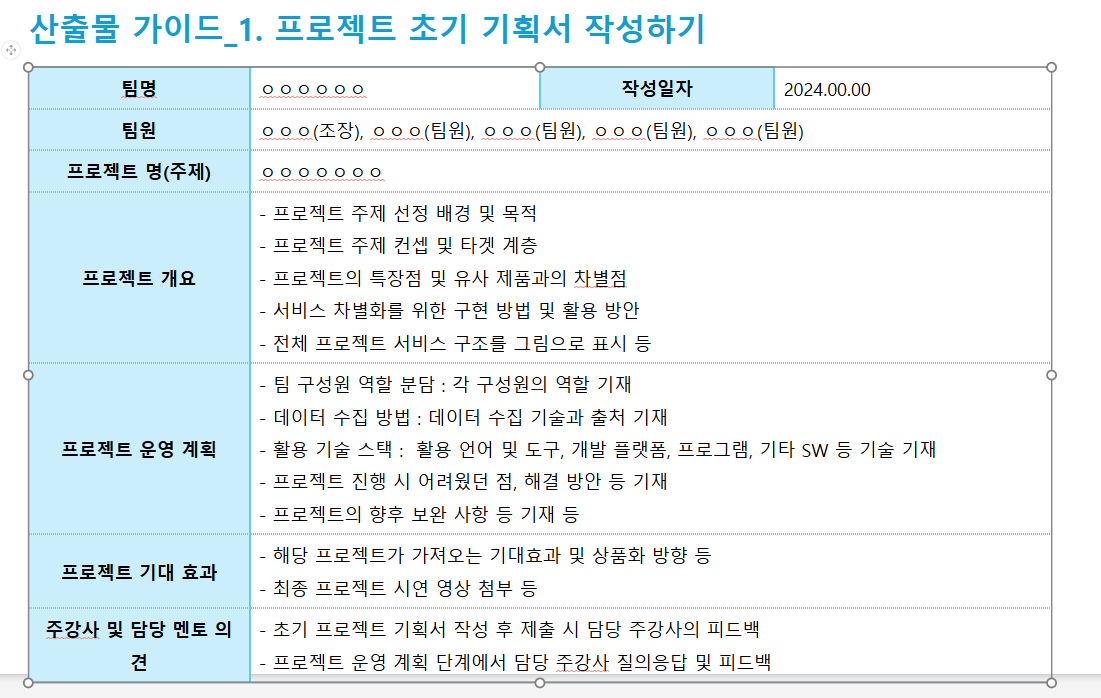 산출물 가이드_1. 프로젝트 초기 기획서 작성하기
팀명 ㅇㅇㅇㅇㅇㅇ 작성일자 2024.00.00
팀원 ㅇㅇㅇ(조장), ㅇㅇㅇ(팀원), ㅇㅇㅇ(팀원), ㅇㅇㅇ(팀원), ㅇㅇㅇ(팀원)
프로젝트 명(주제) ㅇㅇㅇㅇㅇㅇㅇ
프로젝트 개요
- 프로젝트 주제 선정 배경 및 목적
- 프로젝트 주제 컨셉 및 타겟 계층
- 프로젝트의 특장점 및 유사 제품과의 차별점
- 서비스 차별화를 위한 구현 방법 및 활용 방안
- 전체 프로젝트 서비스 구조를 그림으로 표시 등
프로젝트 운영 계획
- 팀 구성원 역할 분담 : 각 구성원의 역할 기재
- 데이터 수집 방법 : 데이터 수집 기술과 출처 기재
- 활용 기술 스택 : 활용 언어 및 도구, 개발 플랫폼, 프로그램, 기타 SW 등 기술 기재
- 프로젝트 진행 시 어려웠던 점, 해결 방안 등 기재
- 프로젝트의 향후 보완 사항 등 기재 등
프로젝트 기대 효과
- 해당 프로젝트가 가져오는 기대효과 및 상품화 방향 등
- 최종 프로젝트 시연 영상 첨부 등
주강사 및 담당 멘토 의
견
- 초기 프로젝트 기획서 작성 후 제출 시 담당 주강사의 피드백
- 프로젝트 운영 계획 단계에서 담당 주강사 질의응답 및 피드백